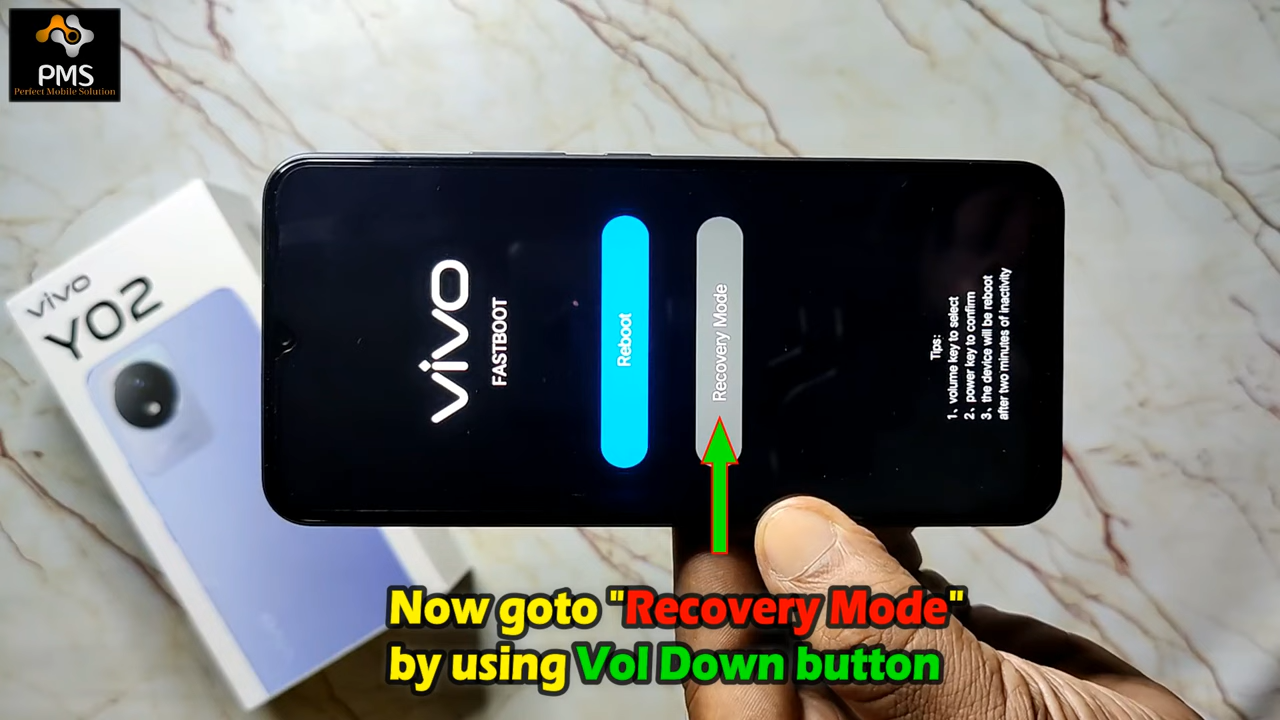 PMS
Perfect Mobile Solution
vivo
Y02
vivo
FASTBOOT
Reboot
Recovery Mode
Tips:
1、volume key to select
2、power key to confirm
3、the device will be reboot
after two minutes of inactivity
Now goto "Recovery Mode"
by using Vol Down button